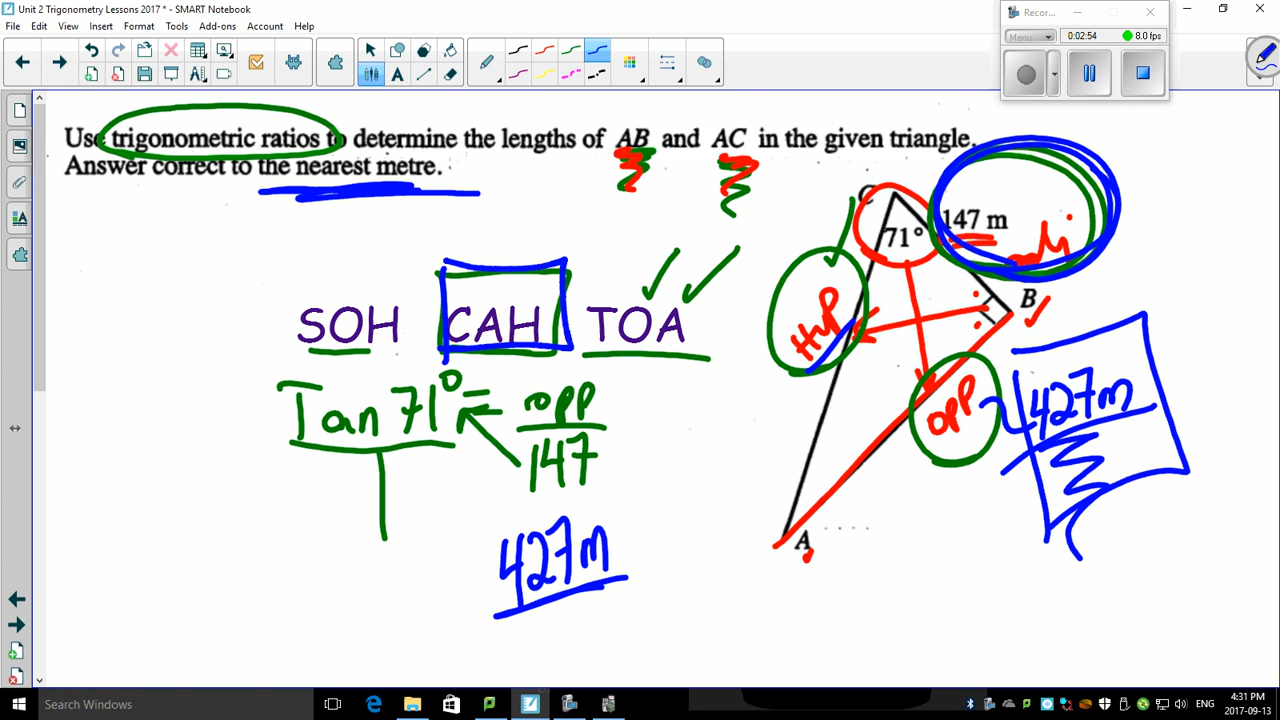 Unit 2 Trigonometry Lessons 2017 * - SMART Notebook
File Edit View Insert Format Tools Add-ons Account Help
Recor...
Menu
0:02:54
8.0 fps
Use trigonometric ratios to determine the lengths of AB and AC in the given triangle.
Answer correct to the nearest metre.
C
147 m
71°
B
HYP
SOH CAH TOA
Tan 71° = opp
147
opp
427m
427m
A
Search Windows
ENG
4:31 PM
2017-09-13